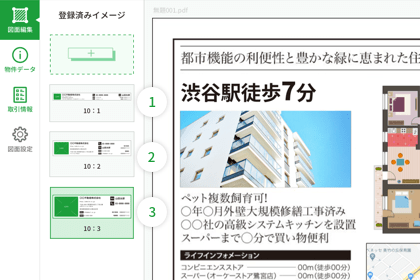 図面編集
物件データ
取引情報
図面設定
登録済みイメージ
10：1
10：2
10：3
1
2
3
無題001.pdf
都市機能の利便性と豊かな緑に恵まれた住
渋谷駅徒歩7分
ペット複数飼育可!
〇年〇月外壁大規模修繕工事済み
〇〇社の高級システムキッチンを設置
スーパーまで〇分で買い物便利
ライフインフォメーション
コンビニエンスストア 00m(徒歩00分)
スーパー(オーケーストア鷺宮店) 00m(徒歩00分)